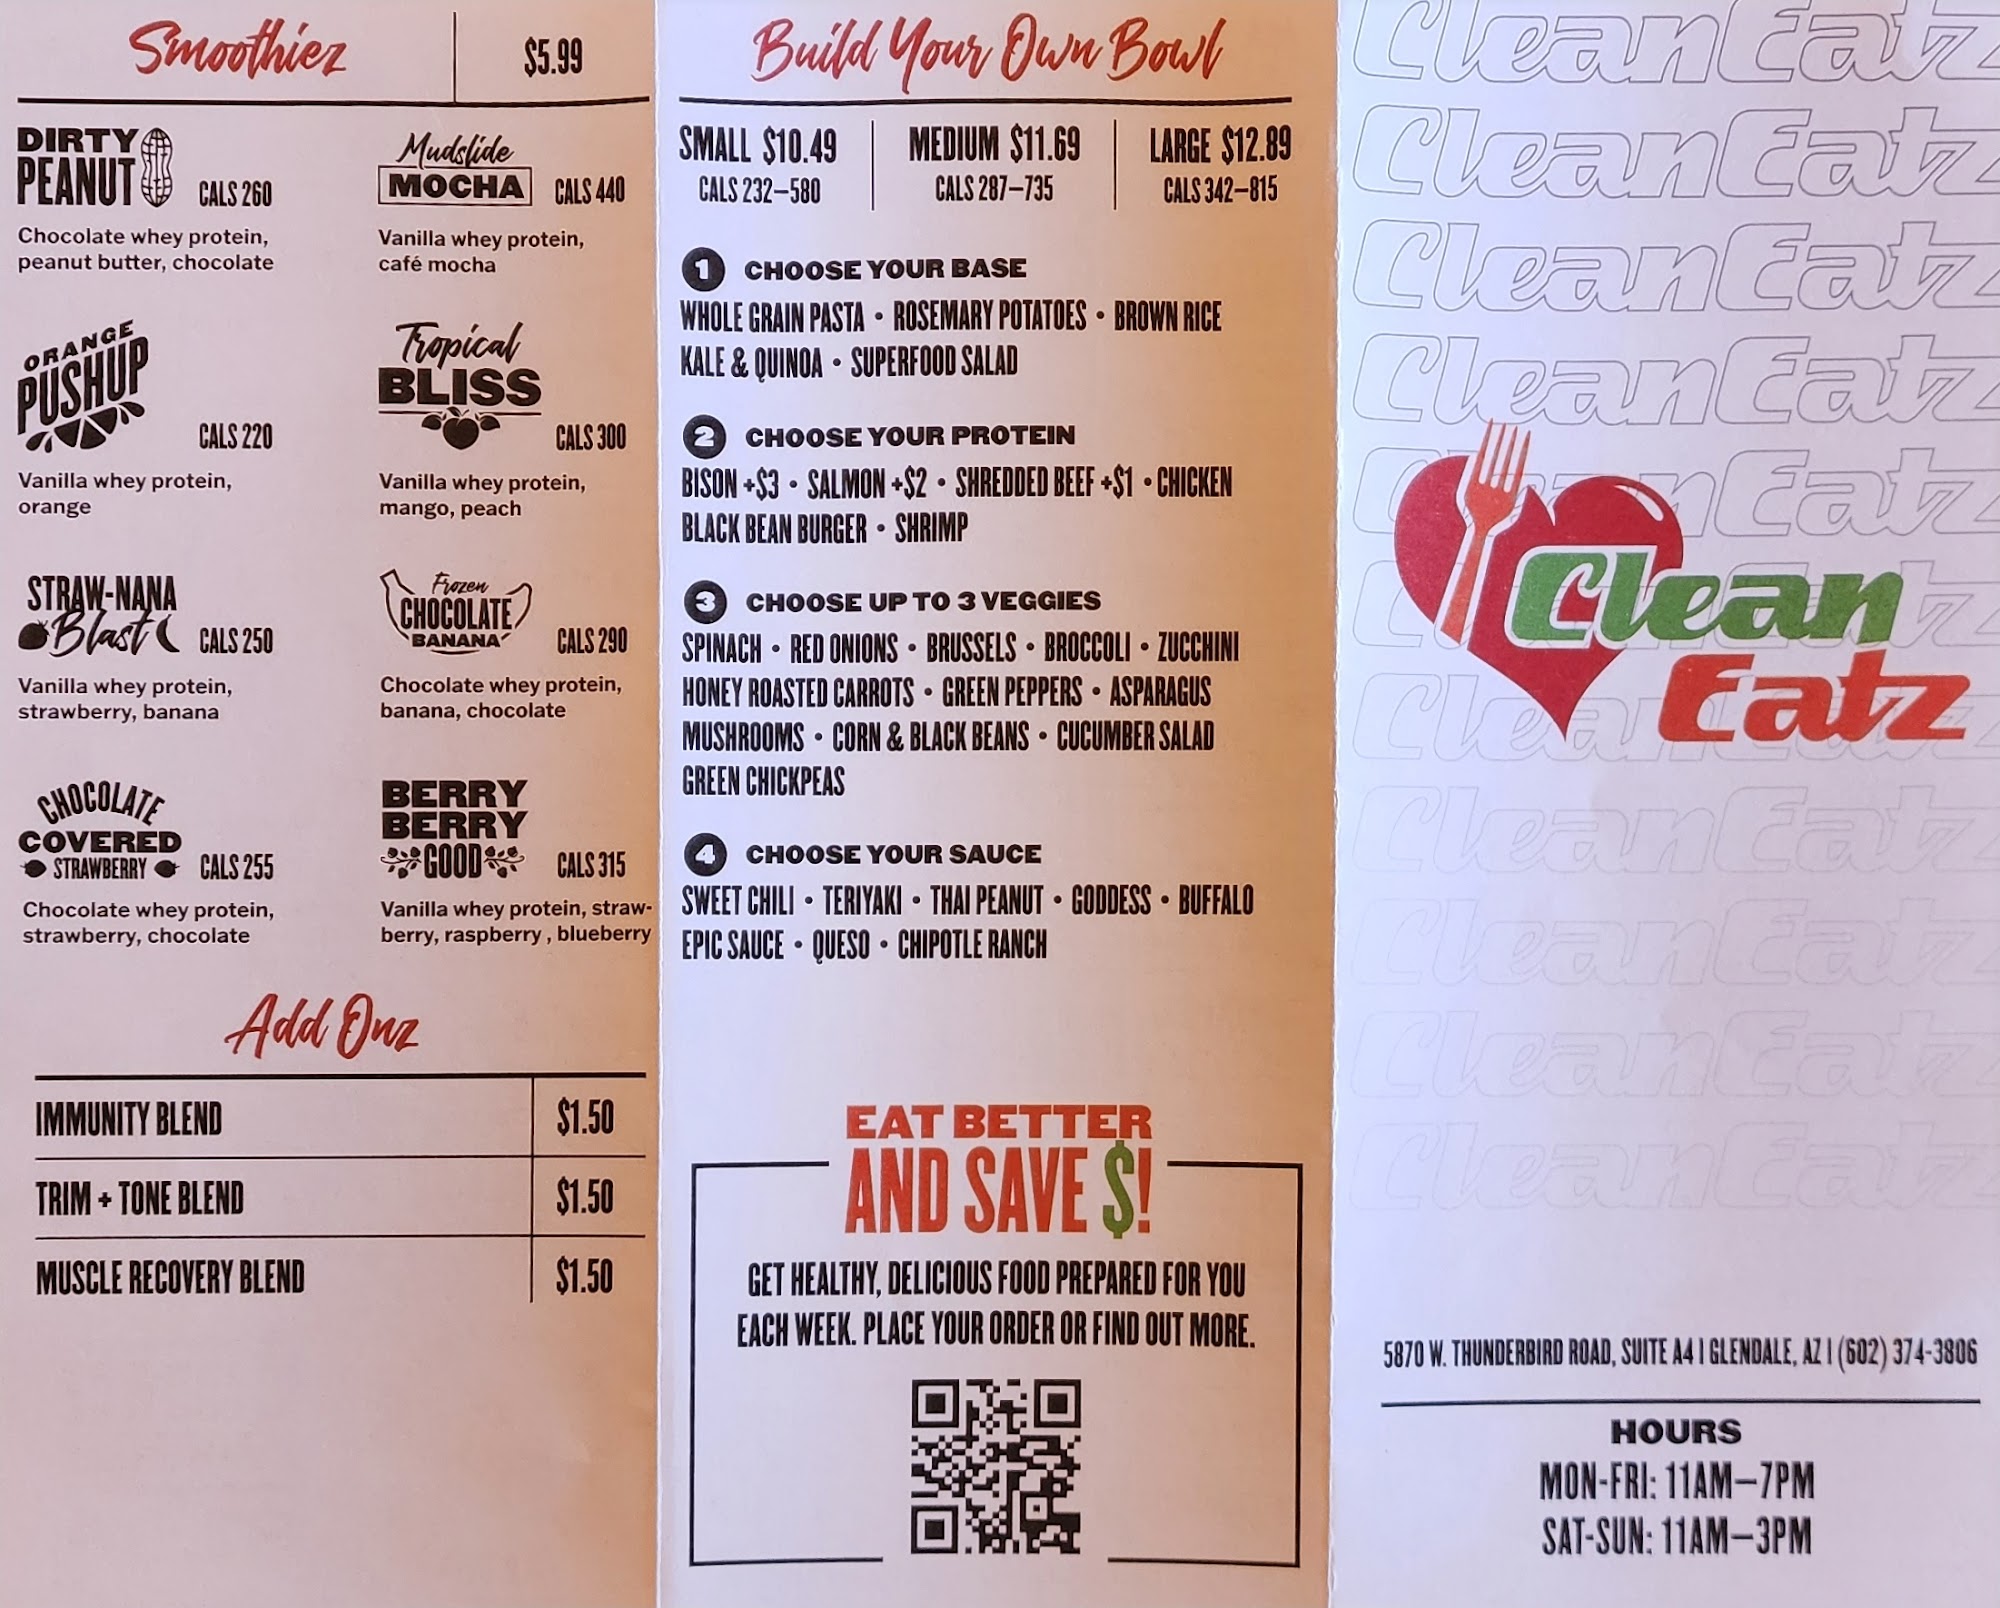 Smoothiez
$5.99
DIRTY
PEANUT
CALS 260
Chocolate whey protein,
peanut butter, chocolate
Mudslide
MOCHA
CALS 440
Vanilla whey protein,
café mocha
ORANGE
PUSHUP
CALS 220
Vanilla whey protein,
orange
Tropical
BLISS
CALS 300
Vanilla whey protein,
mango, peach
STRAW-NANA
Blast
CALS 250
Vanilla whey protein,
strawberry, banana
Frozen
CHOCOLATE
BANANA
CALS 290
Chocolate whey protein,
banana, chocolate
CHOCOLATE
COVERED
STRAWBERRY
CALS 255
Chocolate whey protein,
strawberry, chocolate
BERRY
BERRY
GOOD
CALS 315
Vanilla whey protein, straw-
berry, raspberry , blueberry
Add Onz
IMMUNITY BLEND $1.50
TRIM + TONE BLEND $1.50
MUSCLE RECOVERY BLEND $1.50
Build Your Own Bowl
SMALL $10.49
CALS 232–580
MEDIUM $11.69
CALS 287–735
LARGE $12.89
CALS 342–815
1 CHOOSE YOUR BASE
WHOLE GRAIN PASTA • ROSEMARY POTATOES • BROWN RICE
KALE & QUINOA • SUPERFOOD SALAD
2 CHOOSE YOUR PROTEIN
BISON +$3 • SALMON +$2 • SHREDDED BEEF +$1 • CHICKEN
BLACK BEAN BURGER • SHRIMP
3 CHOOSE UP TO 3 VEGGIES
SPINACH • RED ONIONS • BRUSSELS • BROCCOLI • ZUCCHINI
HONEY ROASTED CARROTS • GREEN PEPPERS • ASPARAGUS
MUSHROOMS • CORN & BLACK BEANS • CUCUMBER SALAD
GREEN CHICKPEAS
4 CHOOSE YOUR SAUCE
SWEET CHILI • TERIYAKI • THAI PEANUT • GODDESS • BUFFALO
EPIC SAUCE • QUESO • CHIPOTLE RANCH
EAT BETTER
AND SAVE $!
GET HEALTHY, DELICIOUS FOOD PREPARED FOR YOU
EACH WEEK. PLACE YOUR ORDER OR FIND OUT MORE.
CleanEatz
CleanEatz
CleanEatz
CleanEatz
CleanEatz
CleanEatz
CleanEatz
CleanEatz
CleanEatz
CleanEatz
CleanEatz
Clean
Eatz
5870 W. THUNDERBIRD ROAD, SUITE A4 | GLENDALE, AZ | (602) 374-3806
HOURS
MON-FRI: 11AM–7PM
SAT-SUN: 11AM–3PM